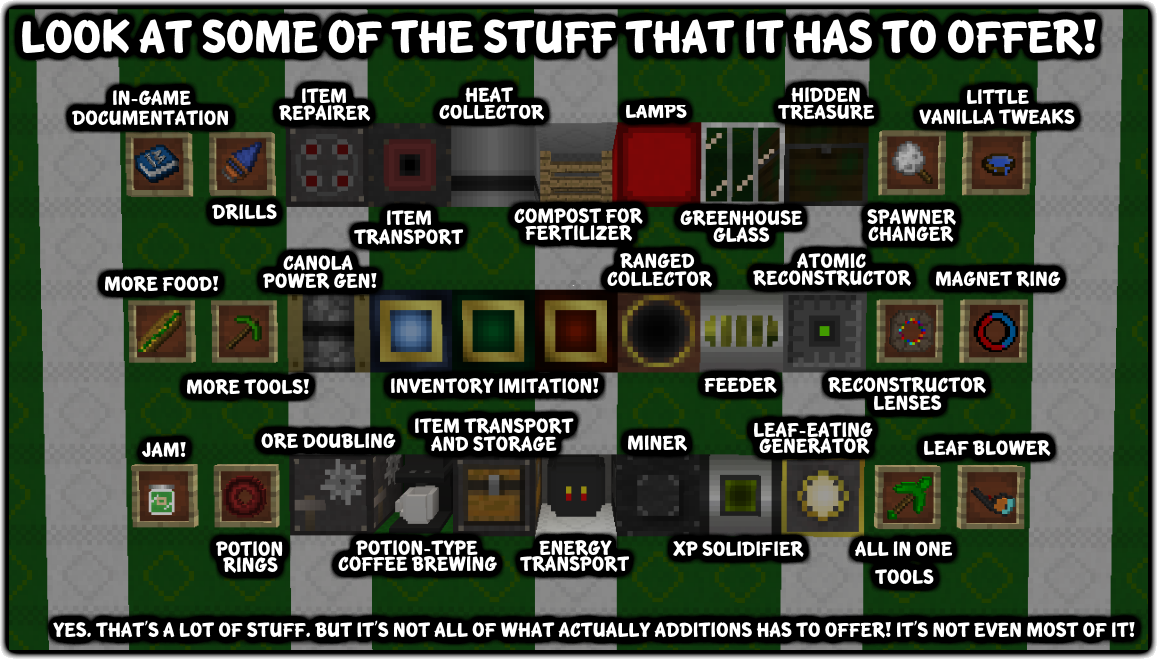 LOOK AT SOME OF THE STUFF THAT IT HAS TO OFFER!
IN-GAME
DOCUMENTATION
ITEM
REPAIRER
HEAT
COLLECTOR
LAMPS
HIDDEN
TREASURE
LITTLE
VANILLA TWEAKS
DRILLS
ITEM
TRANSPORT
COMPOST FOR
FERTILIZER
GREENHOUSE
GLASS
SPAWNER
CHANGER
MORE FOOD!
CANOLA
POWER GEN!
RANGED
COLLECTOR
ATOMIC
RECONSTRUCTOR
MAGNET RING
MORE TOOLS!
INVENTORY IMITATION!
FEEDER
RECONSTRUCTOR
LENSES
JAM!
ORE DOUBLING
ITEM TRANSPORT
AND STORAGE
MINER
LEAF-EATING
GENERATOR
LEAF BLOWER
POTION
RINGS
POTION-TYPE
COFFEE BREWING
ENERGY
TRANSPORT
XP SOLIDIFIER
ALL IN ONE
TOOLS
YES. THAT'S A LOT OF STUFF. BUT IT'S NOT ALL OF WHAT ACTUALLY ADDITIONS HAS TO OFFER! IT'S NOT EVEN MOST OF IT!